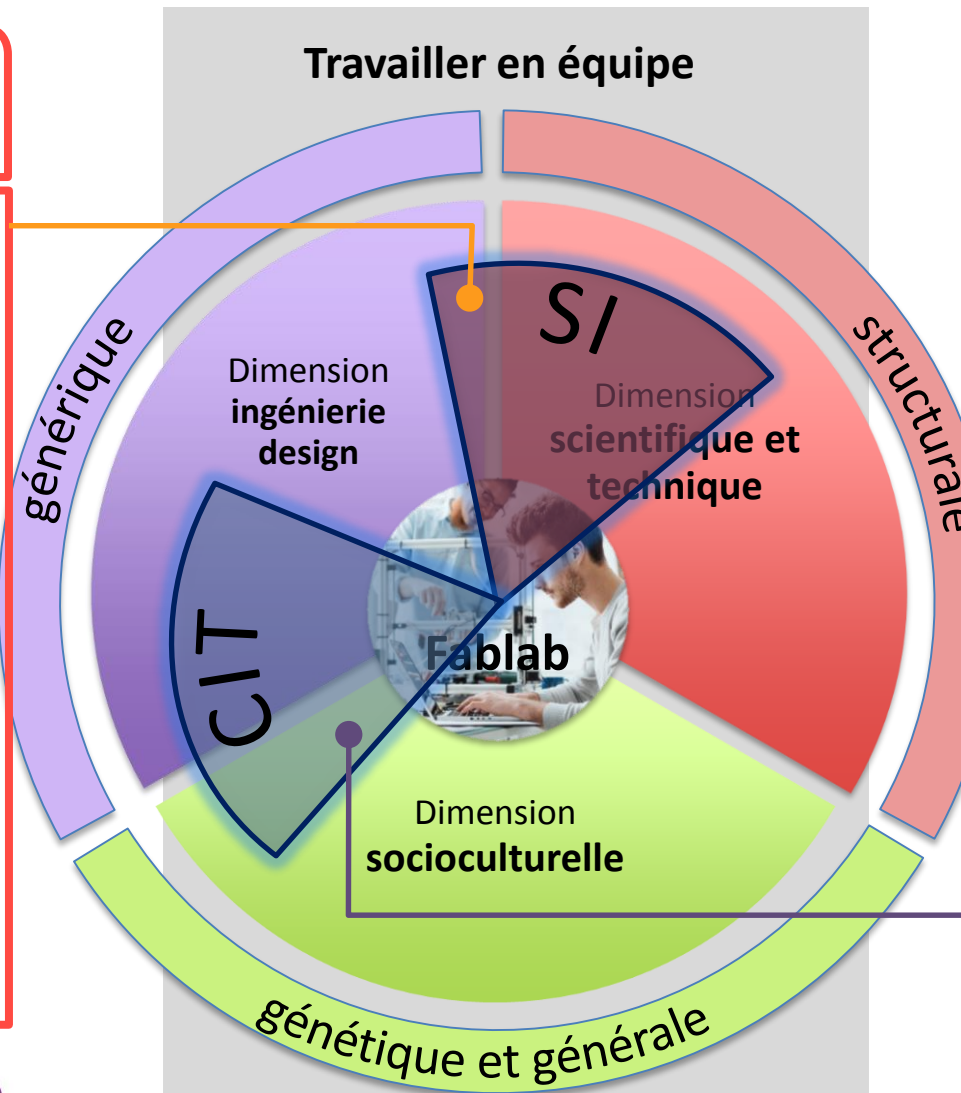 Travailler en équipe
générique
structurale
SI
Dimension
ingénierie
design
Dimension
scientifique et
technique
CIT
Fablab
Dimension
socioculturelle
génétique et générale